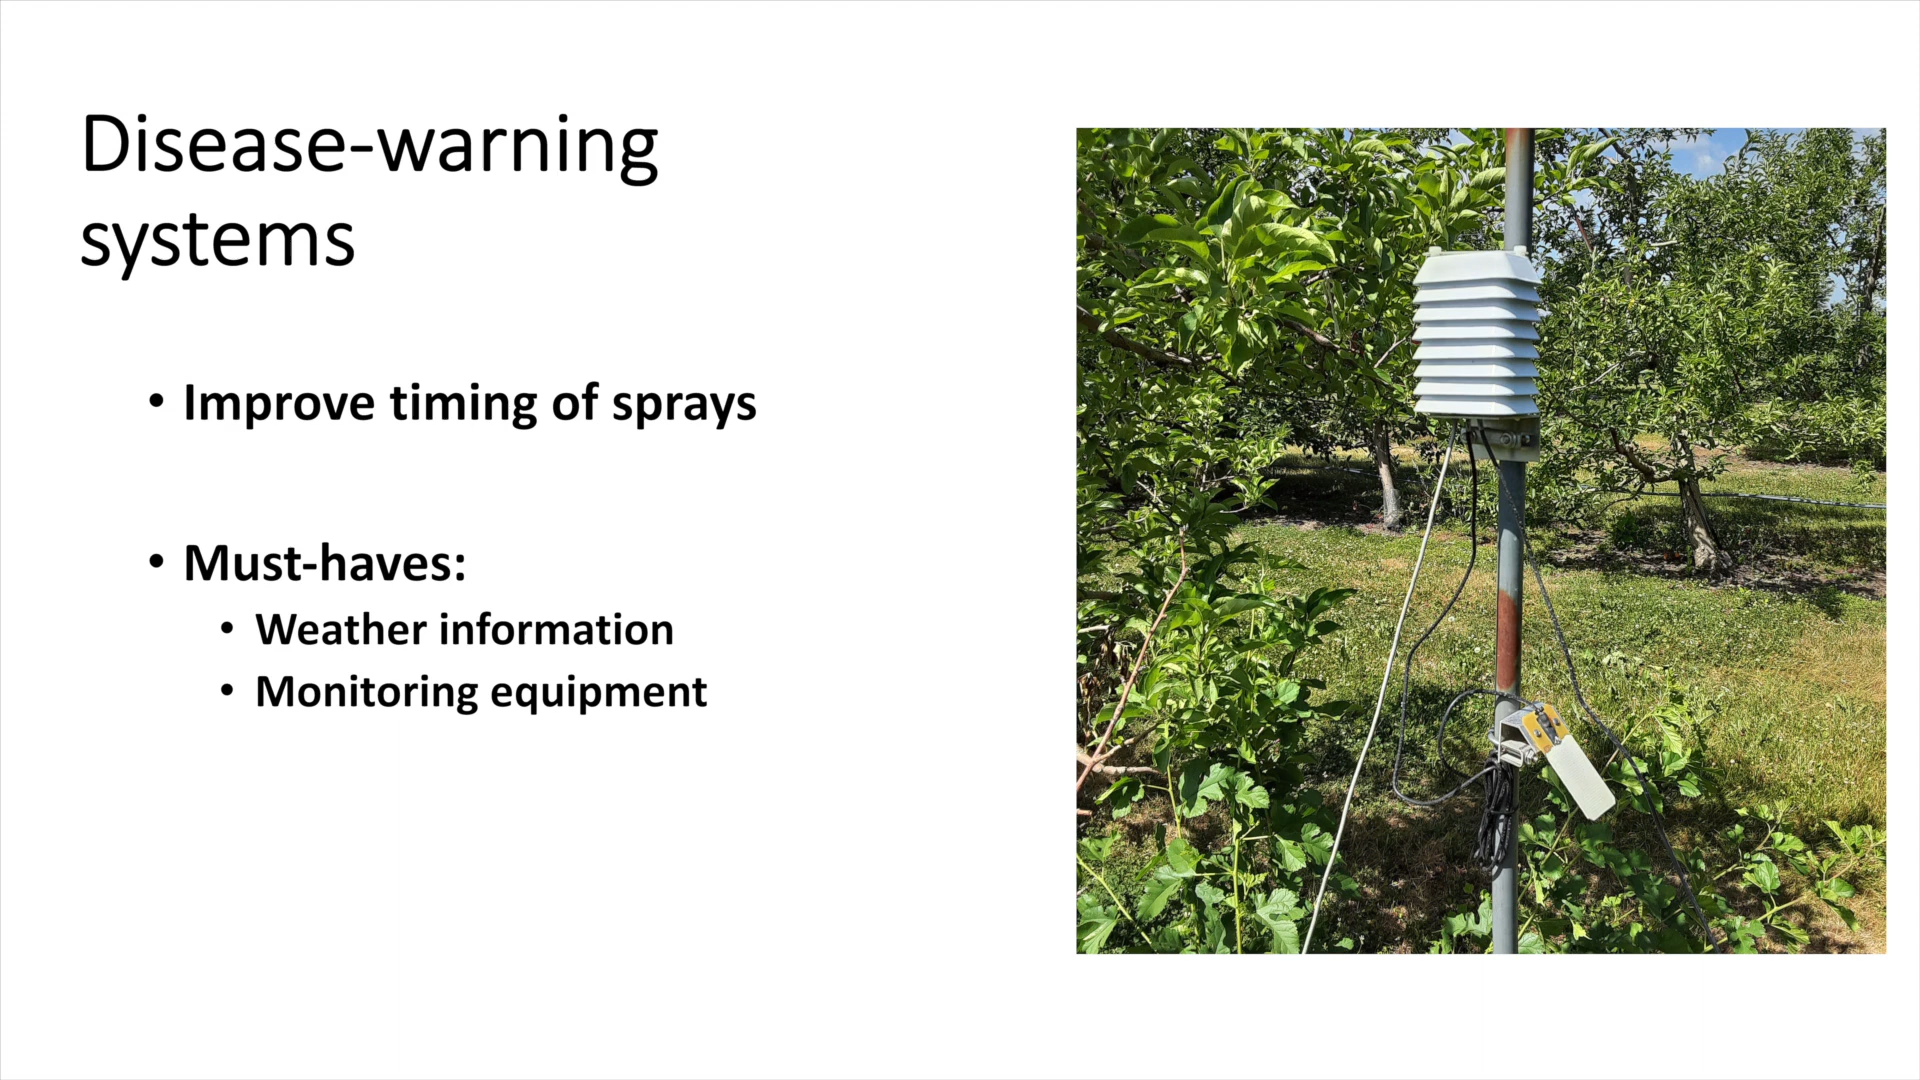 Disease-warning
systems
• Improve timing of sprays
• Must-haves:
• Weather information
• Monitoring equipment